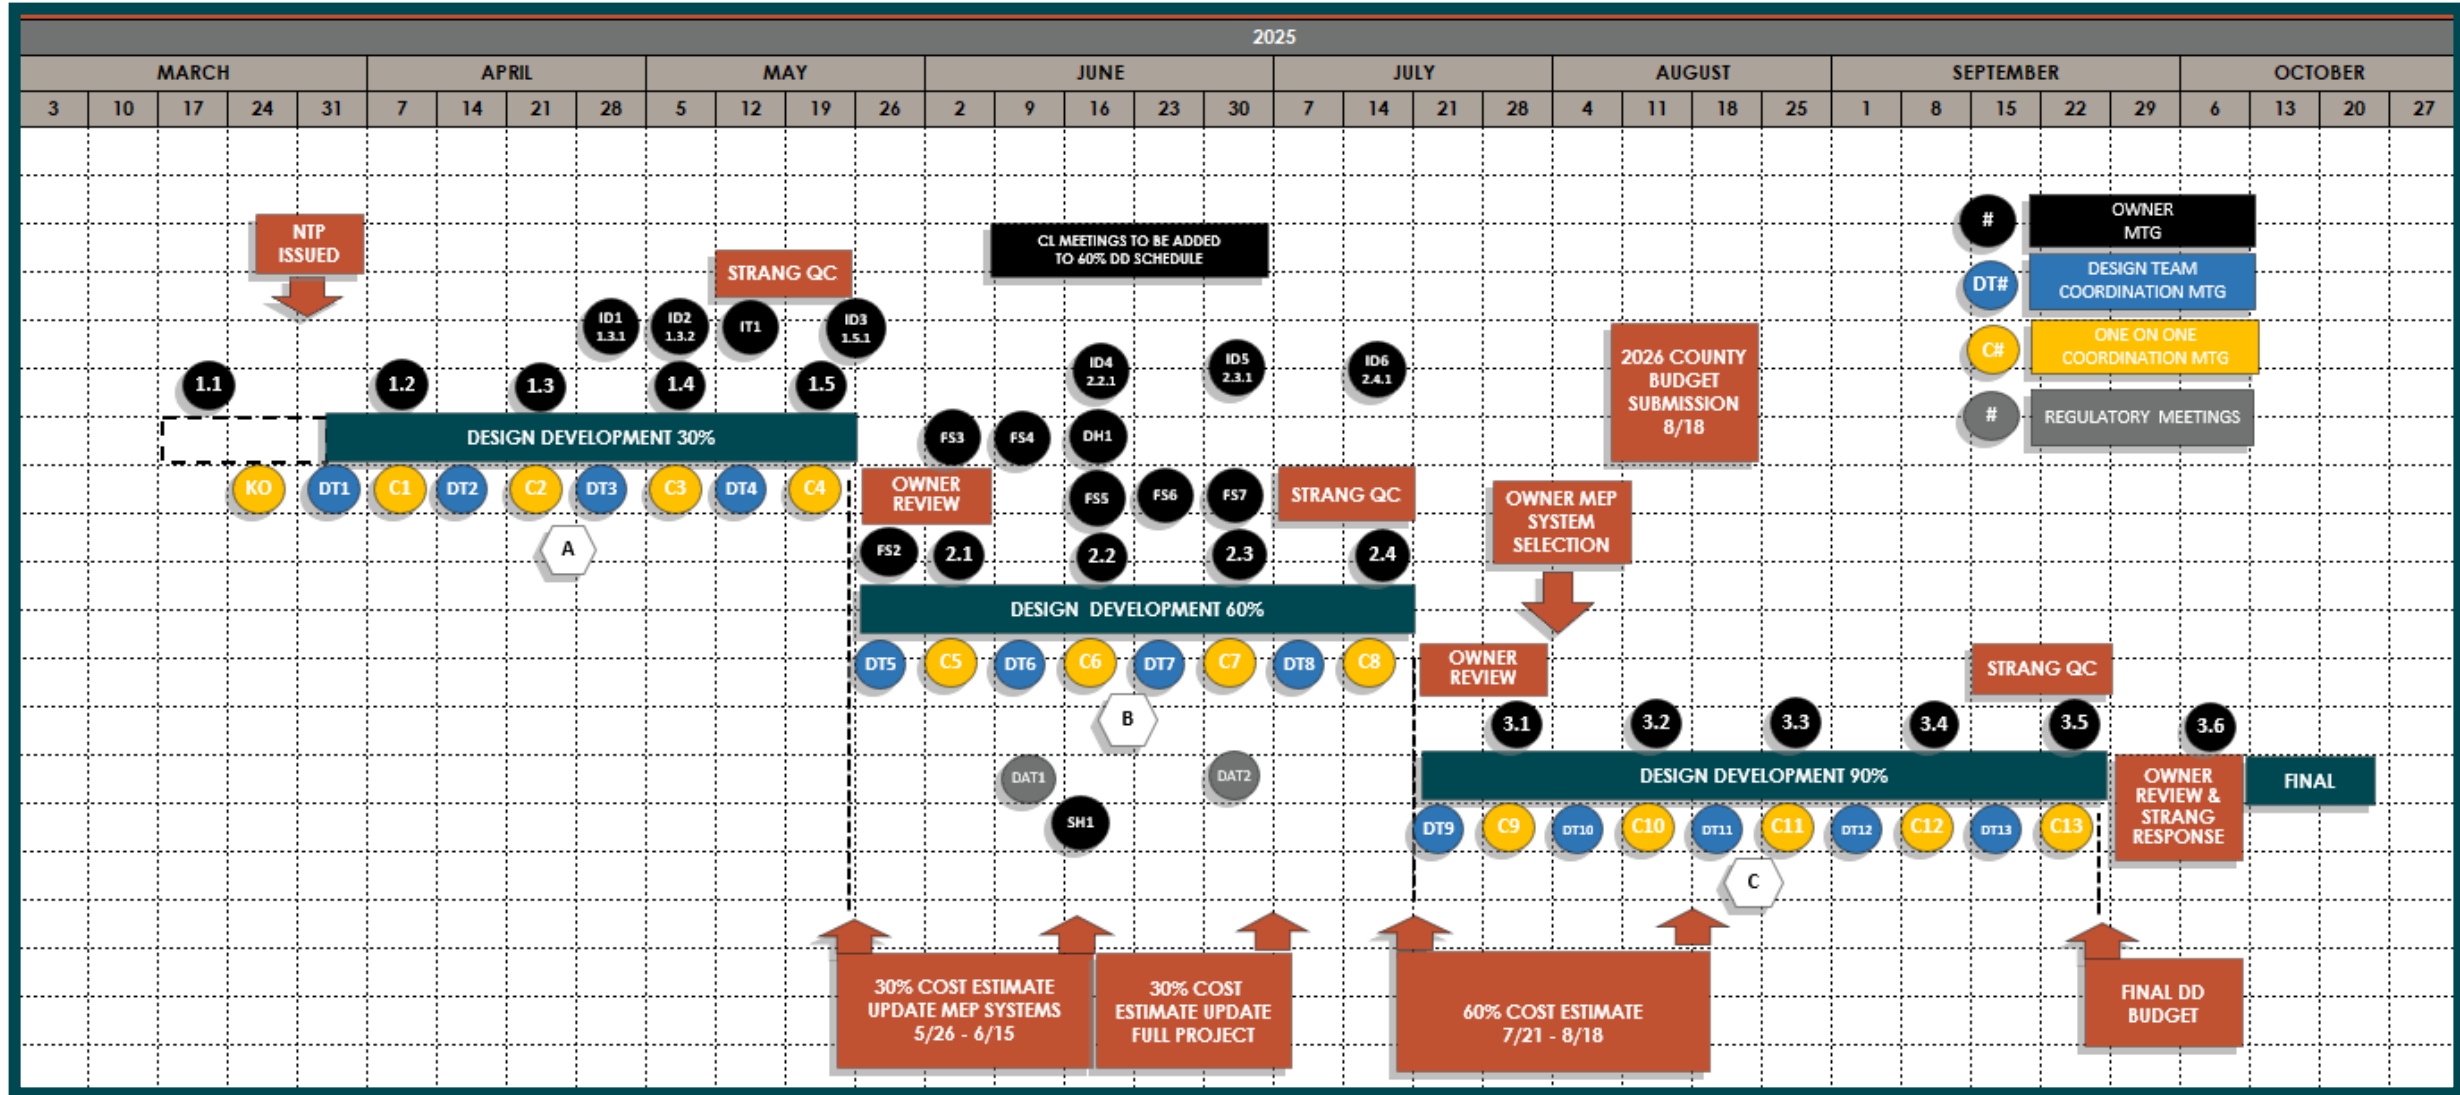 2025
MARCH APRIL MAY JUNE JULY AUGUST SEPTEMBER OCTOBER
3 10 17 24 31 7 14 21 28 5 12 19 26 2 9 16 23 30 7 14 21 28 4 11 18 25 1 8 15 22 29 6 13 20 27
NTP
ISSUED
STRANG QC
CL MEETINGS TO BE ADDED
TO 60% DD SCHEDULE
#
OWNER
MTG
DT#
DESIGN TEAM
COORDINATION MTG
C#
ONE ON ONE
COORDINATION MTG
#
REGULATORY MEETINGS
ID1
1.3.1
ID2
1.3.2
IT1
ID3
1.5.1
1.1 1.2 1.3 1.4 1.5
ID4
2.2.1
ID5
2.3.1
ID6
2.4.1
2026 COUNTY
BUDGET
SUBMISSION
8/18
DESIGN DEVELOPMENT 30%
FS3 FS4 DH1
KO DT1 C1 DT2 C2 DT3 C3 DT4 C4
OWNER
REVIEW
FS5 FS6 FS7
STRANG QC
OWNER MEP
SYSTEM
SELECTION
A
FS2 2.1 2.2 2.3 2.4
DESIGN DEVELOPMENT 60%
DT5 C5 DT6 C6 DT7 C7 DT8 C8
OWNER
REVIEW
STRANG QC
B
3.1 3.2 3.3 3.4 3.5 3.6
DAT1 DAT2
DESIGN DEVELOPMENT 90%
OWNER
REVIEW &
STRANG
RESPONSE
FINAL
SH1
DT9 C9 DT10 C10 DT11 C11 DT12 C12 DT13 C13
C
30% COST ESTIMATE
UPDATE MEP SYSTEMS
5/26 - 6/15
30% COST
ESTIMATE UPDATE
FULL PROJECT
60% COST ESTIMATE
7/21 - 8/18
FINAL DD
BUDGET